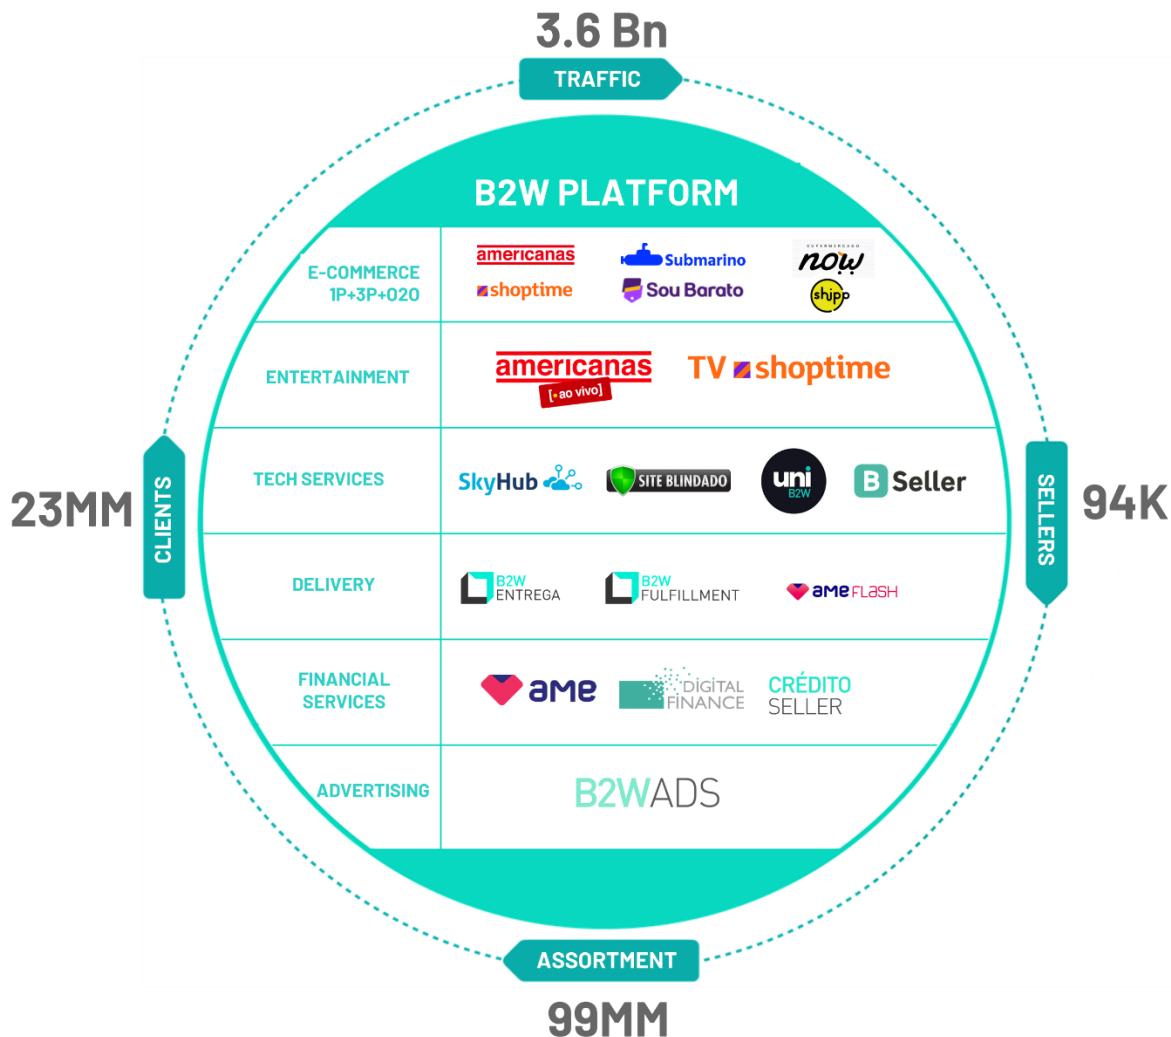 3.6 Bn
TRAFFIC
B2W PLATFORM
E-COMMERCE
1P+3P+O2O
americanas
Submarino
SUPERMERCADO
now
shoptime
Sou Barato
shipp
ENTERTAINMENT
americanas
[•ao vivo]
TV shoptime
TECH SERVICES
SkyHub
SITE BLINDADO
uni
B2W
B Seller
DELIVERY
B2W
ENTREGA
B2W
FULFILLMENT
ame FLASH
FINANCIAL
SERVICES
ame
DIGITAL
FINANCE
CRÉDITO
SELLER
ADVERTISING
B2WADS
23MM
CLIENTS
SELLERS
94K
ASSORTMENT
99MM